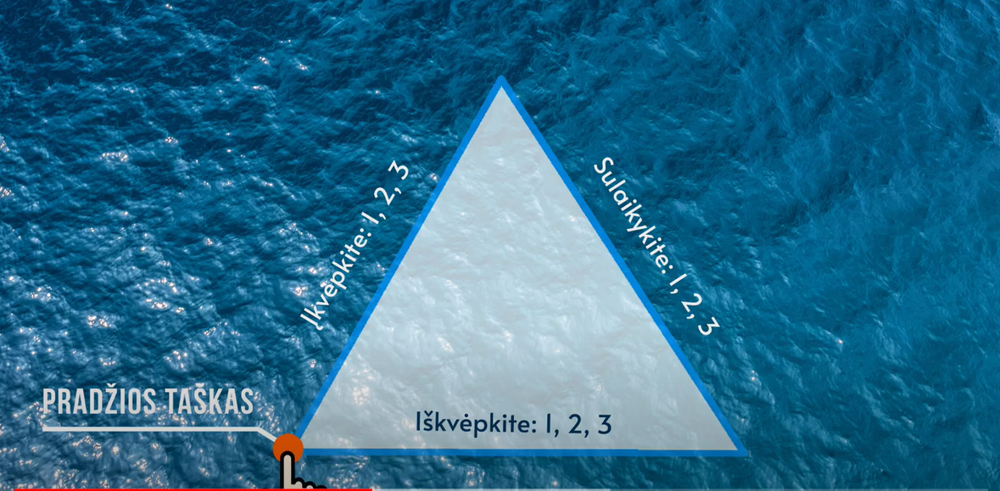 Įkvėpkite: 1, 2, 3
Sulaikykite: 1, 2, 3
Iškvėpkite: 1, 2, 3
PRADŽIOS TAŠKAS